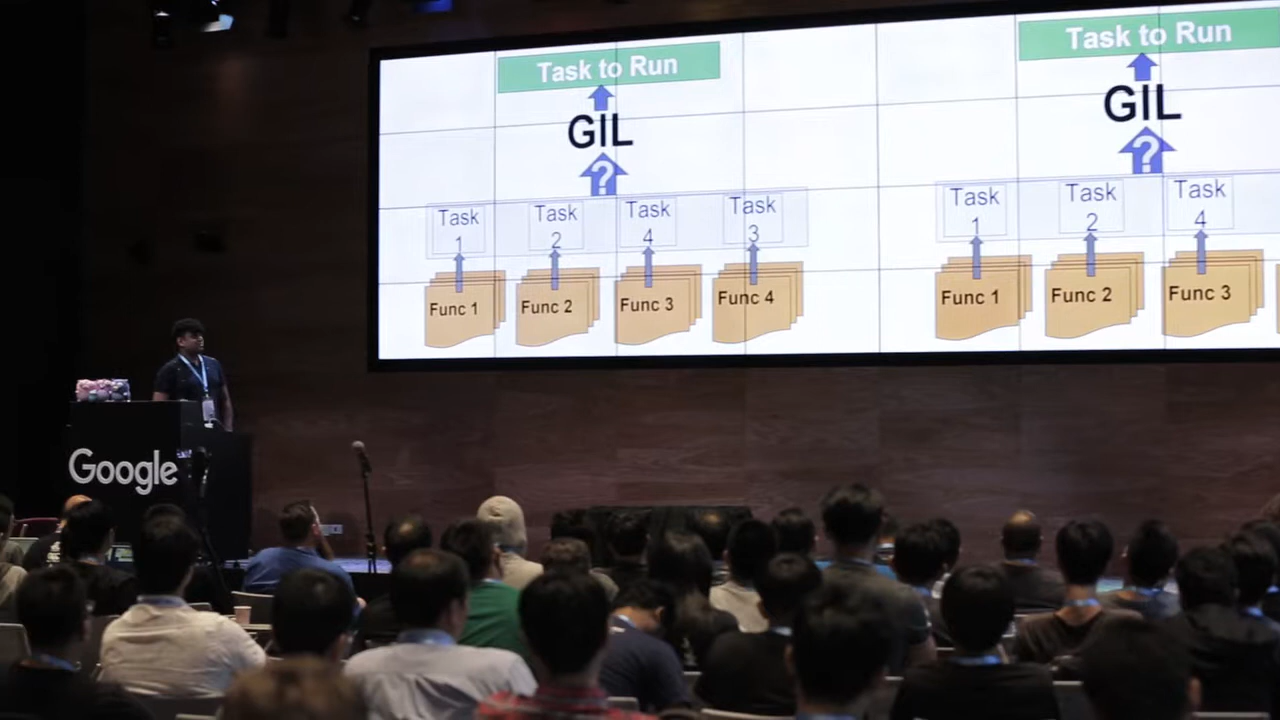 Task to Run
GIL
?
Task 1
Task 2
Task 4
Task 3
Func 1
Func 2
Func 3
Func 4
Task to Run
GIL
?
Task 1
Task 2
Task 4
Func 1
Func 2
Func 3
Google